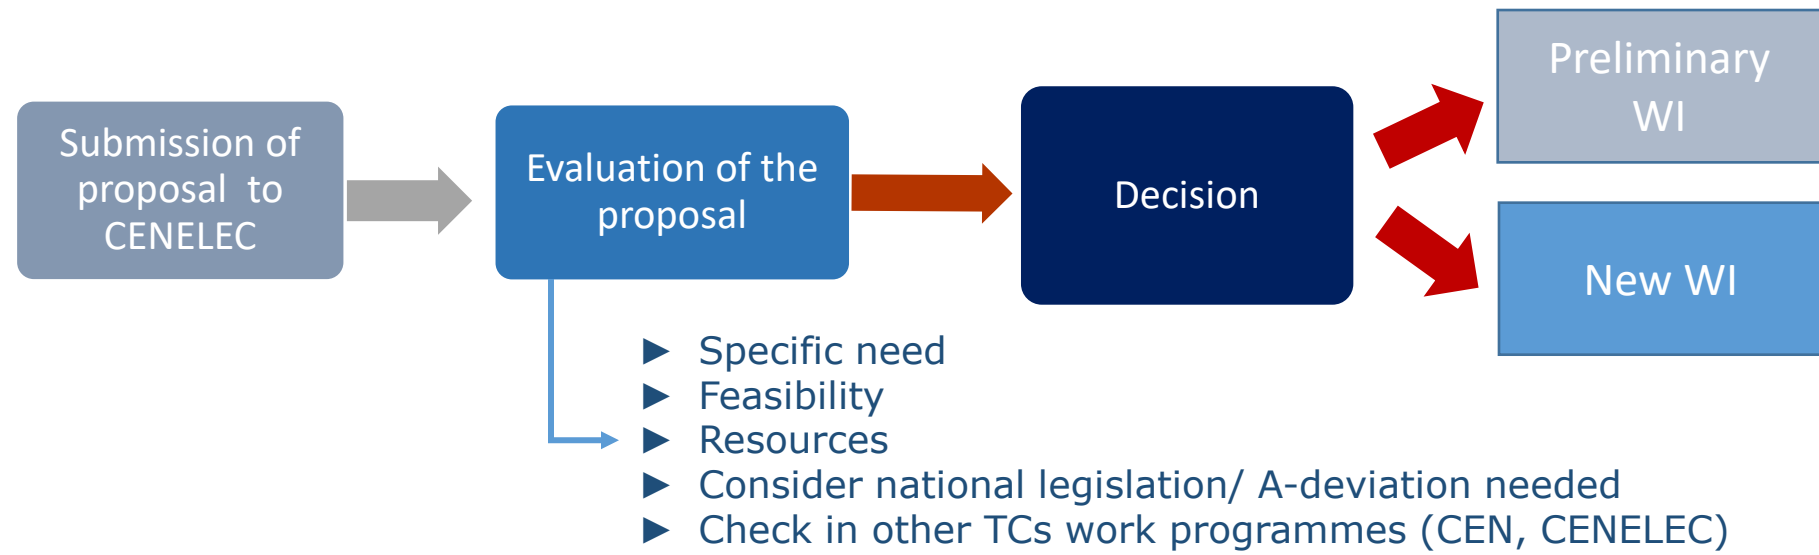 Submission of
proposal to
CENELEC
Evaluation of the
proposal
Decision
Preliminary
WI
New WI
► Specific need
► Feasibility
► Resources
► Consider national legislation/ A-deviation needed
► Check in other TCs work programmes (CEN, CENELEC)